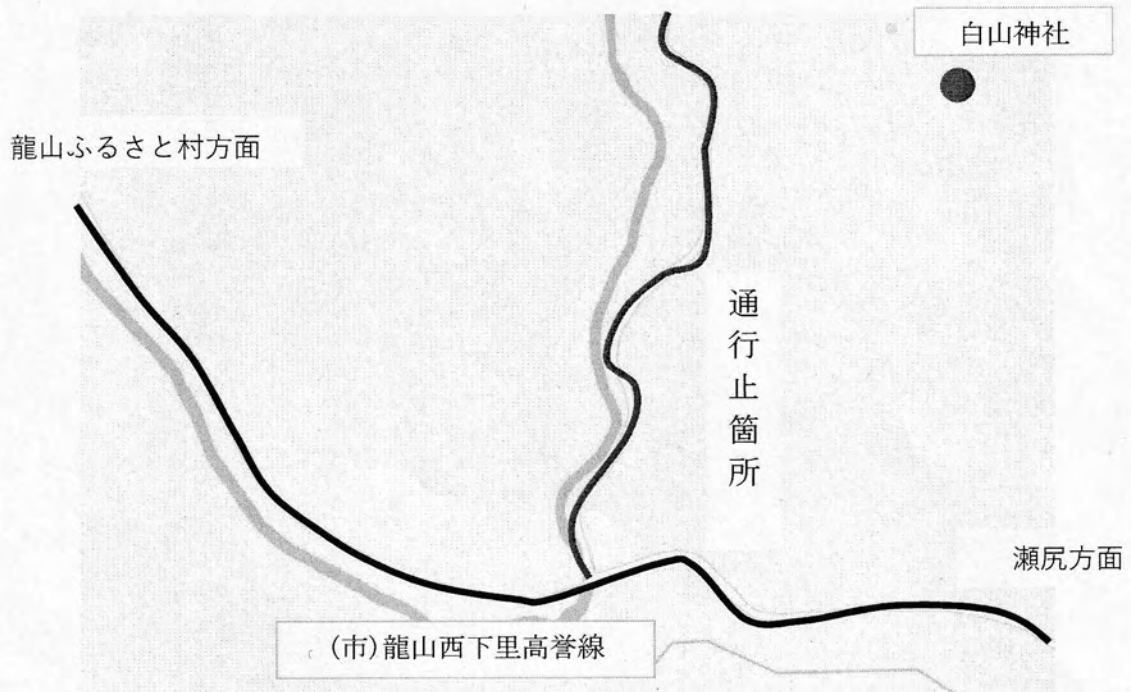 白山神社
龍山ふるさと村方面
通行止箇所
瀬尻方面
(市)龍山西下里高誉線